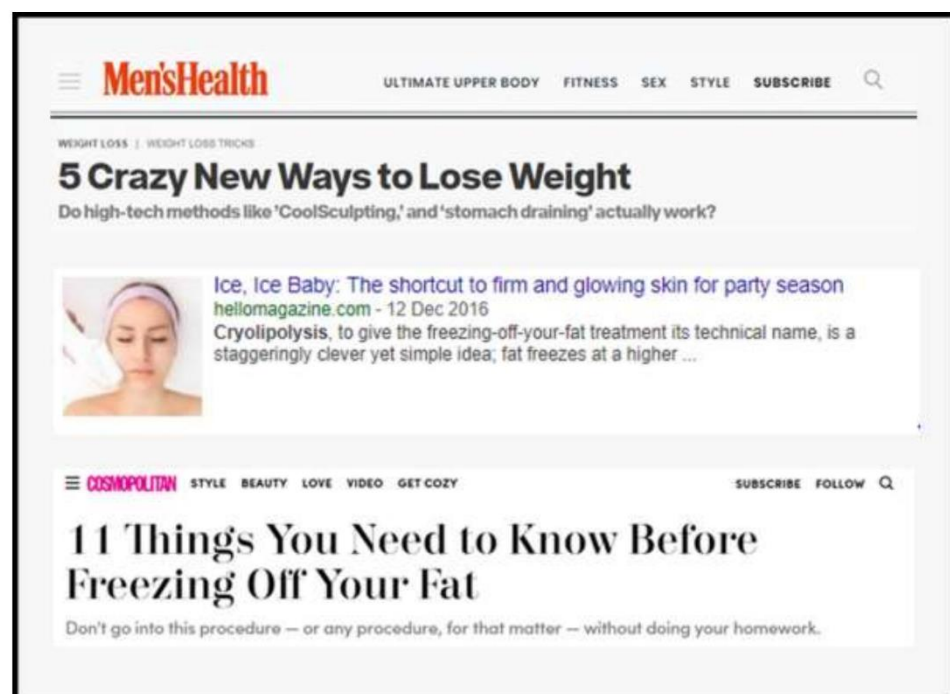 Men'sHealth ULTIMATE UPPER BODY FITNESS SEX STYLE SUBSCRIBE
WEIGHT LOSS | WEIGHT LOSS TRICKS
5 Crazy New Ways to Lose Weight
Do high-tech methods like 'CoolSculpting,' and 'stomach draining' actually work?
Ice, Ice Baby: The shortcut to firm and glowing skin for party season
hellomagazine.com - 12 Dec 2016
Cryolipolysis, to give the freezing-off-your-fat treatment its technical name, is a
staggeringly clever yet simple idea; fat freezes at a higher ...
COSMOPOLITAN STYLE BEAUTY LOVE VIDEO GET COZY SUBSCRIBE FOLLOW
11 Things You Need to Know Before
Freezing Off Your Fat
Don't go into this procedure — or any procedure, for that matter — without doing your homework.